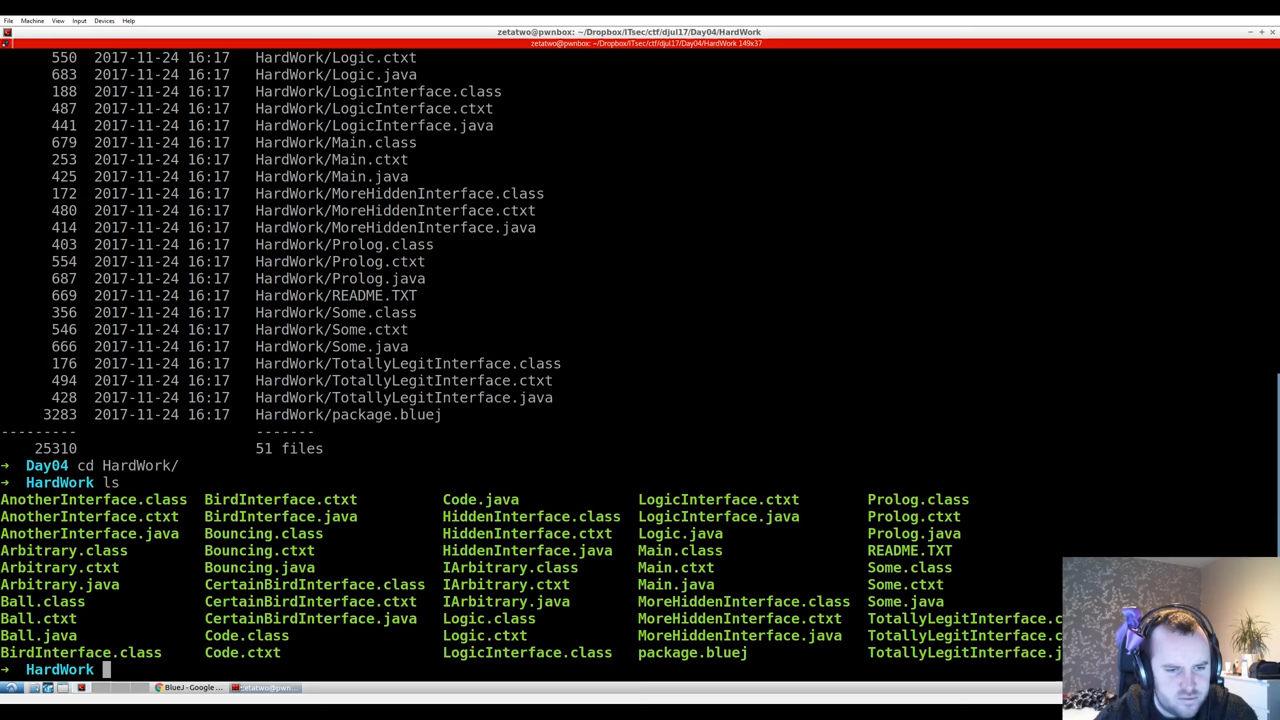 File Machine View Input Devices Help
zetatwo@pwnbox: ~/Dropbox/ITsec/ctf/djul17/Day04/HardWork
zetatwo@pwnbox: ~/Dropbox/ITsec/ctf/djul17/Day04/HardWork 149x37
550 2017-11-24 16:17 HardWork/Logic.ctxt
683 2017-11-24 16:17 HardWork/Logic.java
188 2017-11-24 16:17 HardWork/LogicInterface.class
487 2017-11-24 16:17 HardWork/LogicInterface.ctxt
441 2017-11-24 16:17 HardWork/LogicInterface.java
679 2017-11-24 16:17 HardWork/Main.class
253 2017-11-24 16:17 HardWork/Main.ctxt
425 2017-11-24 16:17 HardWork/Main.java
172 2017-11-24 16:17 HardWork/MoreHiddenInterface.class
480 2017-11-24 16:17 HardWork/MoreHiddenInterface.ctxt
414 2017-11-24 16:17 HardWork/MoreHiddenInterface.java
403 2017-11-24 16:17 HardWork/Prolog.class
554 2017-11-24 16:17 HardWork/Prolog.ctxt
687 2017-11-24 16:17 HardWork/Prolog.java
669 2017-11-24 16:17 HardWork/README.TXT
356 2017-11-24 16:17 HardWork/Some.class
546 2017-11-24 16:17 HardWork/Some.ctxt
666 2017-11-24 16:17 HardWork/Some.java
176 2017-11-24 16:17 HardWork/TotallyLegitInterface.class
494 2017-11-24 16:17 HardWork/TotallyLegitInterface.ctxt
428 2017-11-24 16:17 HardWork/TotallyLegitInterface.java
3283 2017-11-24 16:17 HardWork/package.bluej
--------- -------
25310 51 files
→ Day04 cd HardWork/
→ HardWork ls
AnotherInterface.class BirdInterface.ctxt Code.java LogicInterface.ctxt Prolog.class
AnotherInterface.ctxt BirdInterface.java HiddenInterface.class LogicInterface.java Prolog.ctxt
AnotherInterface.java Bouncing.class HiddenInterface.ctxt Logic.java Prolog.java
Arbitrary.class Bouncing.ctxt HiddenInterface.java Main.class README.TXT
Arbitrary.ctxt Bouncing.java IArbitrary.class Main.ctxt Some.class
Arbitrary.java CertainBirdInterface.class IArbitrary.ctxt Main.java Some.ctxt
Ball.class CertainBirdInterface.ctxt IArbitrary.java MoreHiddenInterface.class Some.java
Ball.ctxt CertainBirdInterface.java Logic.class MoreHiddenInterface.ctxt TotallyLegitInterface.c
Ball.java Code.class Logic.ctxt MoreHiddenInterface.java TotallyLegitInterface.c
BirdInterface.class Code.ctxt LogicInterface.class package.bluej TotallyLegitInterface.j
→ HardWork
BlueJ - Google ... zetatwo@pwn...